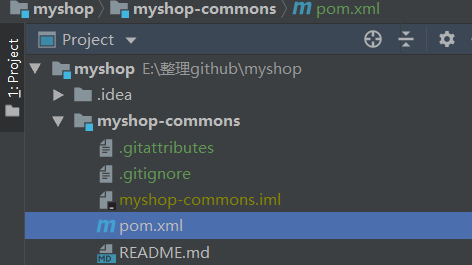 myshop myshop-commons pom.xml
1: Project
Project
myshop E:\整理github\myshop
.idea
myshop-commons
.gitattributes
.gitignore
myshop-commons.iml
pom.xml
README.md